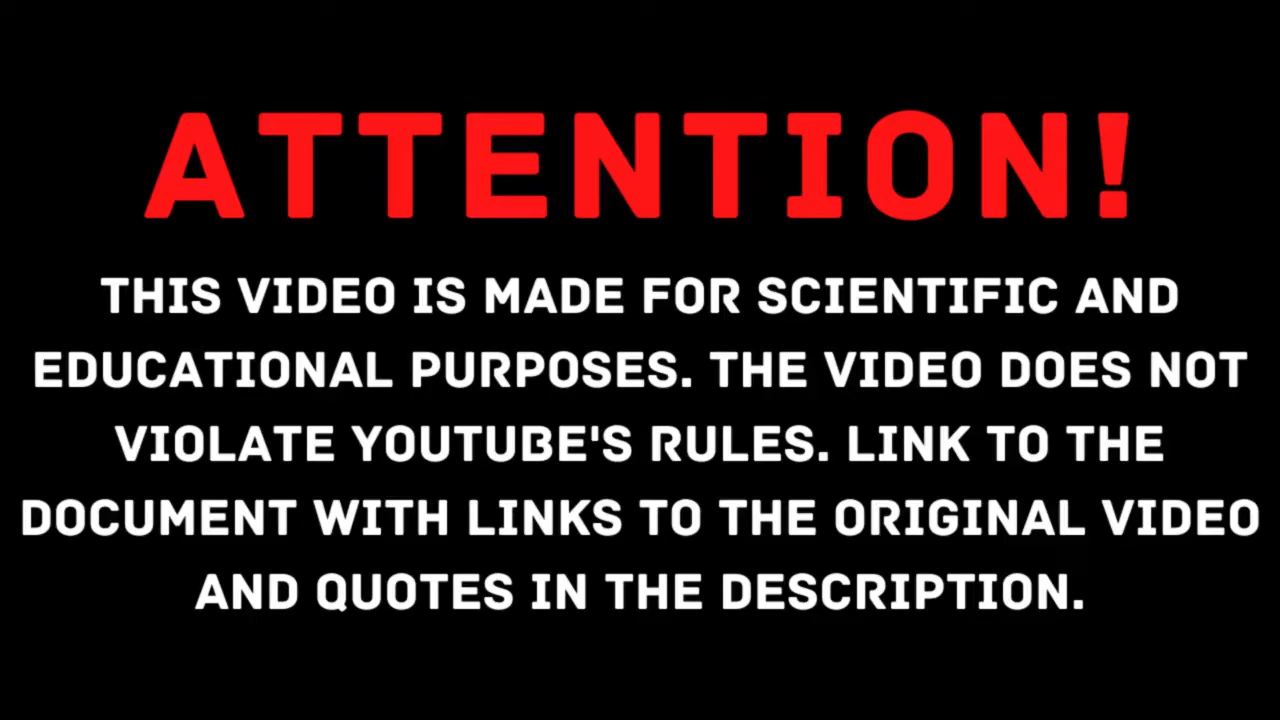 ATTENTION!
THIS VIDEO IS MADE FOR SCIENTIFIC AND
EDUCATIONAL PURPOSES. THE VIDEO DOES NOT
VIOLATE YOUTUBE'S RULES. LINK TO THE
DOCUMENT WITH LINKS TO THE ORIGINAL VIDEO
AND QUOTES IN THE DESCRIPTION.